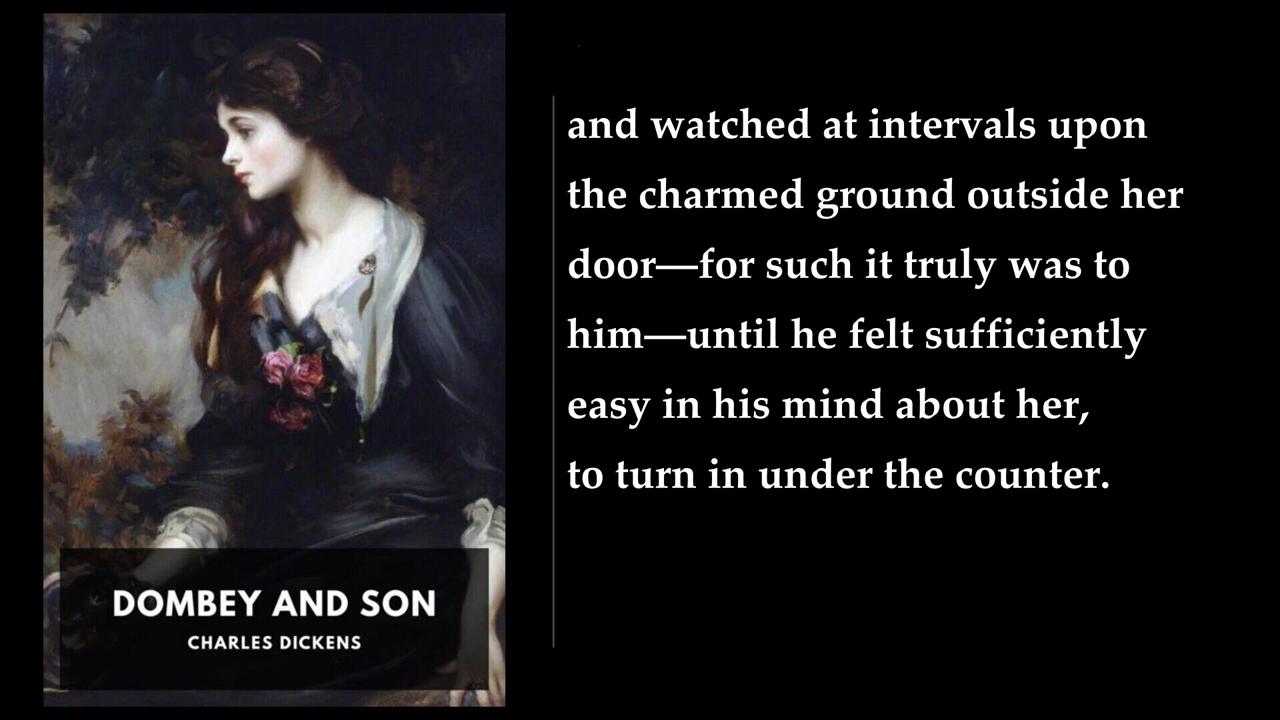 and watched at intervals upon
the charmed ground outside her
door—for such it truly was to
him—until he felt sufficiently
easy in his mind about her,
to turn in under the counter.
DOMBEY AND SON
CHARLES DICKENS